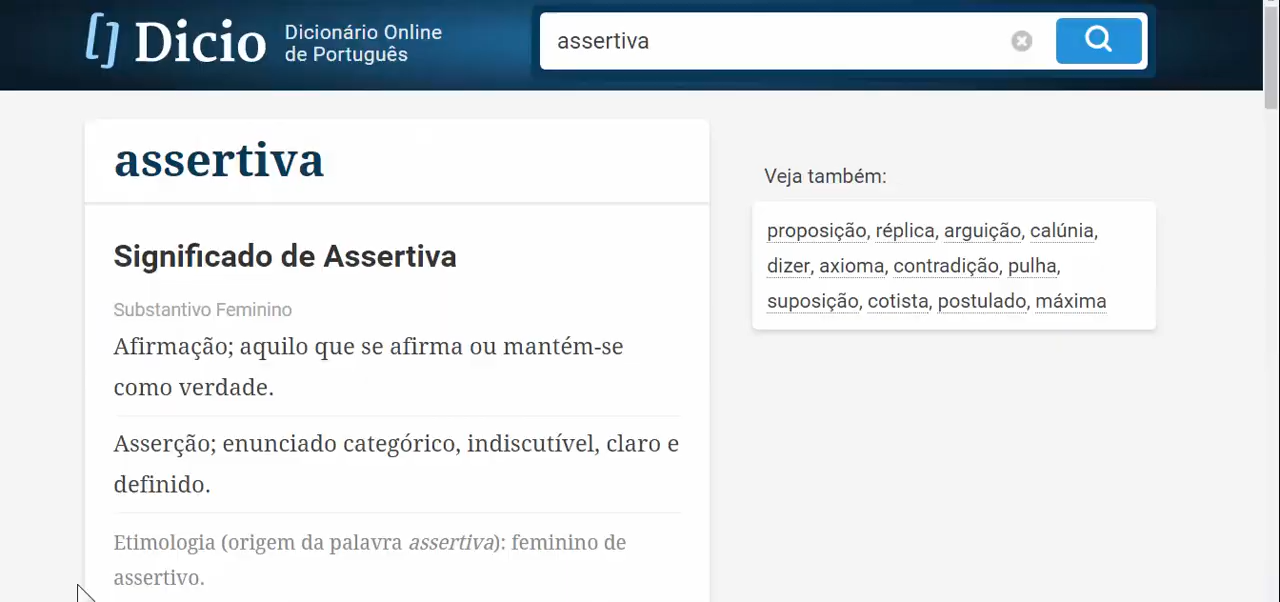 Dicio
Dicionário Online
de Português
assertiva
assertiva
Significado de Assertiva
Substantivo Feminino
Afirmação; aquilo que se afirma ou mantém-se
como verdade.
Asserção; enunciado categórico, indiscutível, claro e
definido.
Etimologia (origem da palavra assertiva): feminino de
assertivo.
Veja também:
proposição, réplica, arguição, calúnia,
dizer, axioma, contradição, pulha,
suposição, cotista, postulado, máxima